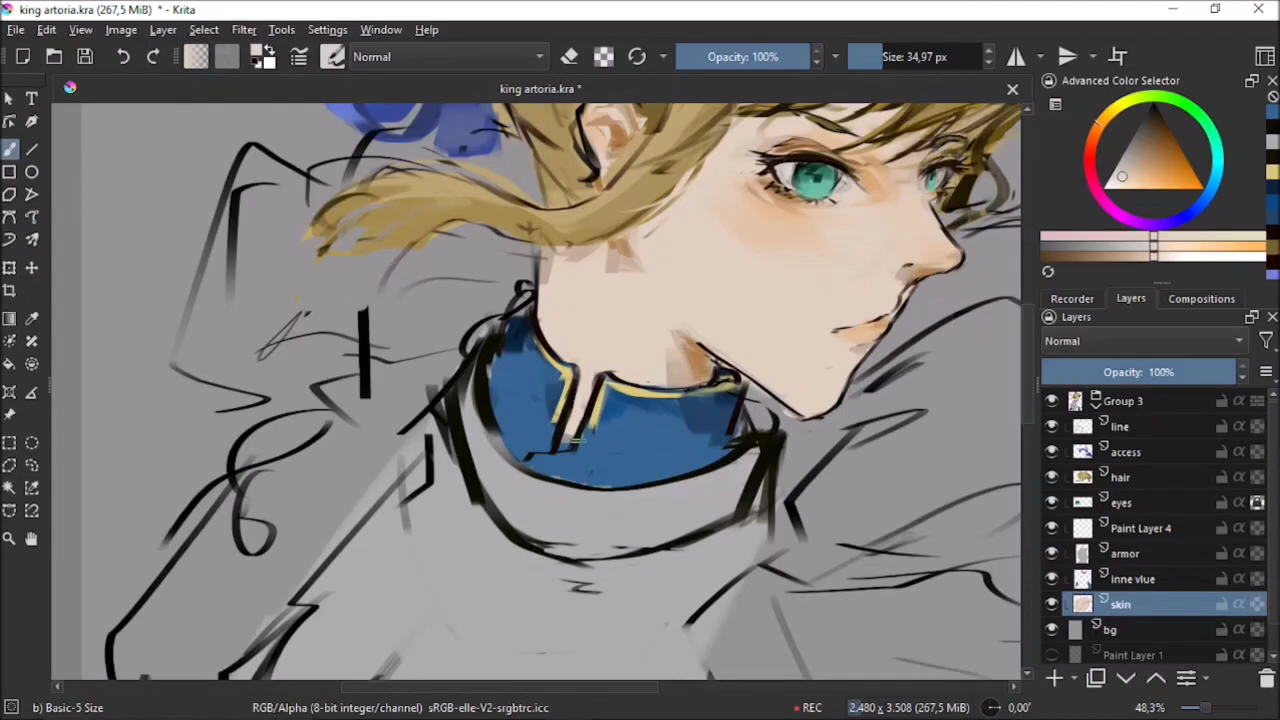 king artoria.kra (267,5 MiB) * - Krita
File Edit View Image Layer Select Filter Tools Settings Window Help
Normal
Opacity: 100%
Size: 34,97 px
king artoria.kra *
Advanced Color Selector
Recorder Layers Compositions
Layers
Normal
Opacity: 100%
Group 3
line
access
hair
eyes
Paint Layer 4
armor
Inne vlue
skin
bg
Paint Layer 1
b) Basic-5 Size
RGB/Alpha (8-bit integer/channel) sRGB-elle-V2-srgbtrc.icc
REC
2.480 x 3.508 (267,5 MiB)
0,00°
48,3%